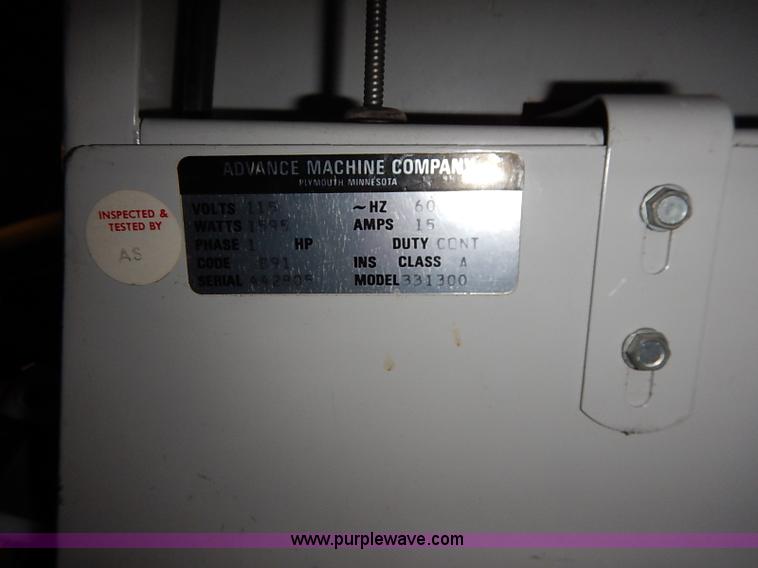 ADVANCE MACHINE COMPANY
PLYMOUTH MINNESOTA
VOLTS 115 ~HZ 60
WATTS 1595 AMPS 15
PHASE 1 HP DUTY CONT
CODE INS CLASS A
SERIAL MODEL 331300
INSPECTED &
TESTED BY
AS
www.purplewave.com